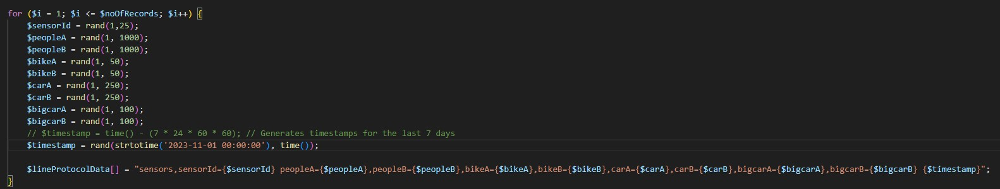 for ($i = 1; $i <= $noOfRecords; $i++) {
    $sensorId = rand(1,25);
    $peopleA = rand(1, 1000);
    $peopleB = rand(1, 1000);
    $bikeA = rand(1, 50);
    $bikeB = rand(1, 50);
    $carA = rand(1, 250);
    $carB = rand(1, 250);
    $bigcarA = rand(1, 100);
    $bigcarB = rand(1, 100);
    // $timestamp = time() - (7 * 24 * 60 * 60); // Generates timestamps for the last 7 days
    $timestamp = rand(strtotime('2023-11-01 00:00:00'), time());

    $lineProtocolData[] = "sensors,sensorId={$sensorId} peopleA={$peopleA},peopleB={$peopleB},bikeA={$bikeA},bikeB={$bikeB},carA={$carA},carB={$carB},bigcarA={$bigcarA},bigcarB={$bigcarB} {$timestamp}";
}